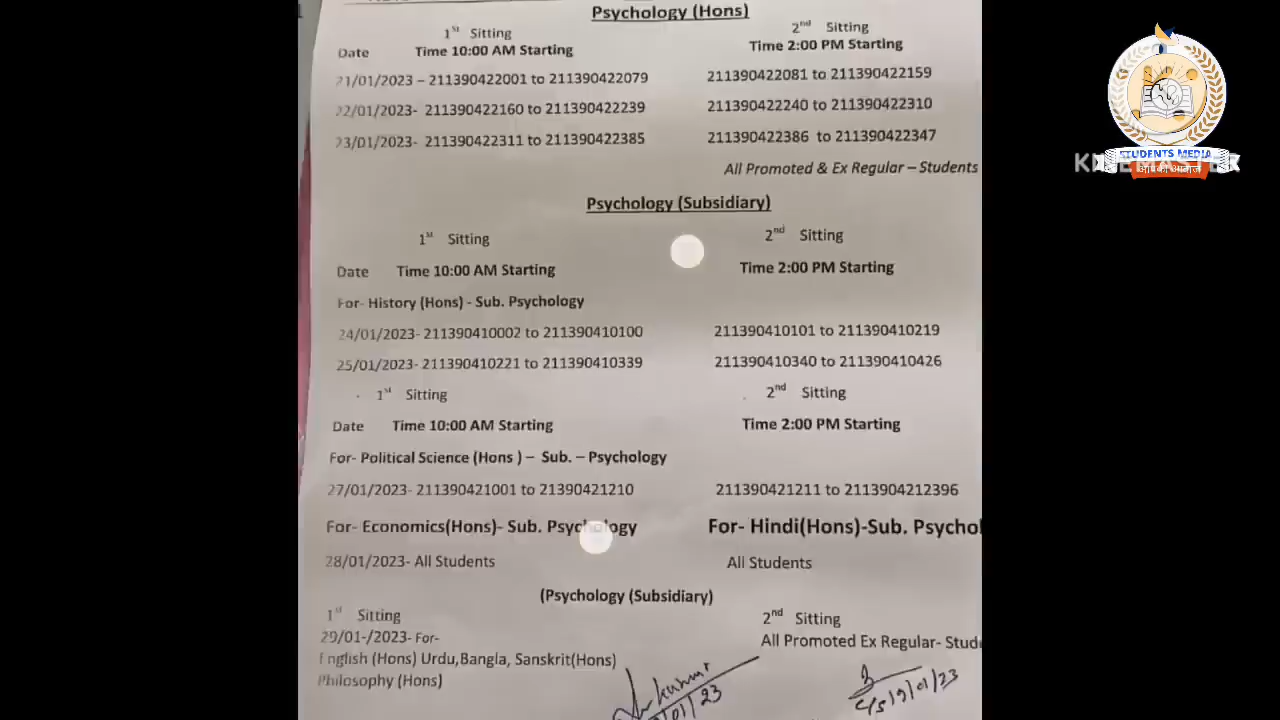 Psychology (Hons)
1st Sitting 2nd Sitting
Date Time 10:00 AM Starting Time 2:00 PM Starting
21/01/2023 – 211390422001 to 211390422079 211390422081 to 211390422159
22/01/2023- 211390422160 to 211390422239 211390422240 to 211390422310
23/01/2023- 211390422311 to 211390422385 211390422386 to 211390422347
All Promoted & Ex Regular – Students
Psychology (Subsidiary)
1st Sitting 2nd Sitting
Date Time 10:00 AM Starting Time 2:00 PM Starting
For- History (Hons) - Sub. Psychology
24/01/2023- 211390410002 to 211390410100 211390410101 to 211390410219
25/01/2023- 211390410221 to 211390410339 211390410340 to 211390410426
1st Sitting 2nd Sitting
Date Time 10:00 AM Starting Time 2:00 PM Starting
For- Political Science (Hons ) – Sub. – Psychology
27/01/2023- 211390421001 to 21390421210 211390421211 to 2113904212396
For- Economics(Hons)- Sub. Psychology For- Hindi(Hons)-Sub. Psychol
28/01/2023- All Students All Students
(Psychology (Subsidiary)
1st Sitting 2nd Sitting
29/01-/2023- For- All Promoted Ex Regular- Stud
English (Hons) Urdu,Bangla, Sanskrit(Hons)
Philosophy (Hons)
STUDENTS MEDIA
KINEMASTER
आपकी आवाज